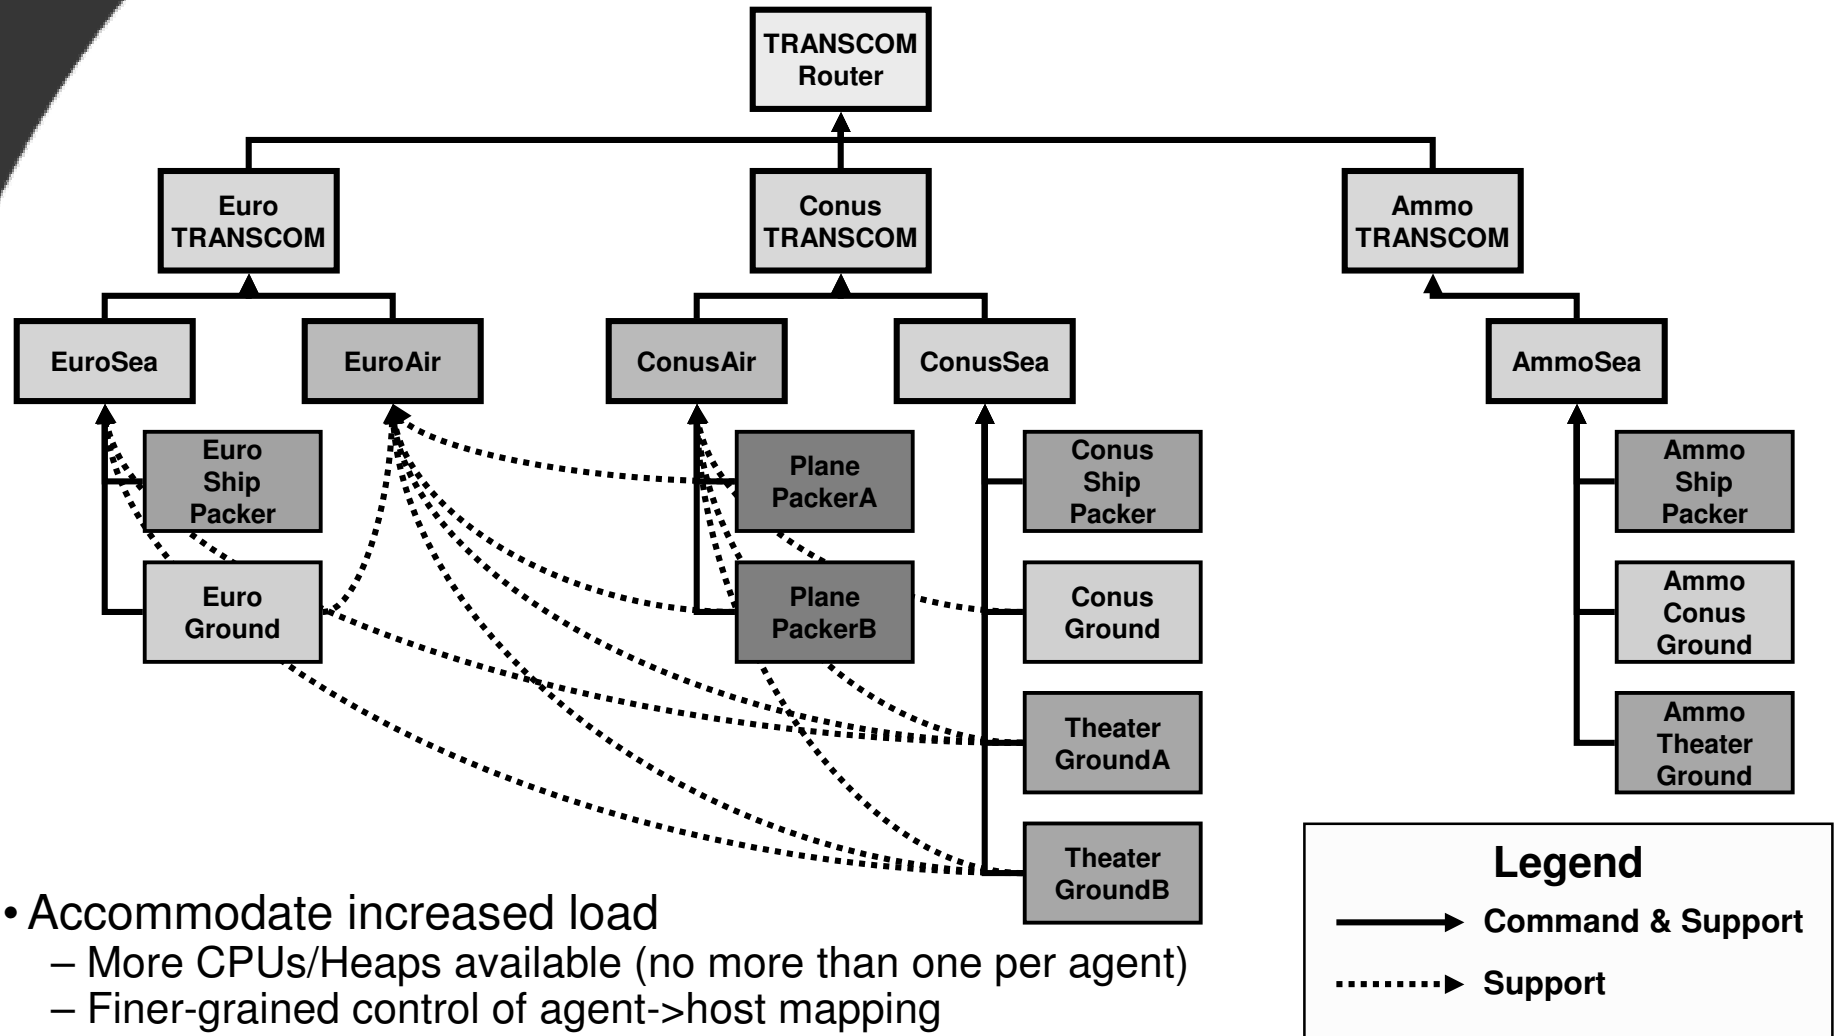 TRANSCOM
Router
Euro
TRANSCOM
Conus
TRANSCOM
Ammo
TRANSCOM
EuroSea
EuroAir
ConusAir
ConusSea
AmmoSea
Euro
Ship
Packer
Plane
PackerA
Conus
Ship
Packer
Ammo
Ship
Packer
Euro
Ground
Plane
PackerB
Conus
Ground
Ammo
Conus
Ground
Theater
GroundA
Ammo
Theater
Ground
Theater
GroundB
Legend
Command & Support
Support
• Accommodate increased load
– More CPUs/Heaps available (no more than one per agent)
– Finer-grained control of agent->host mapping